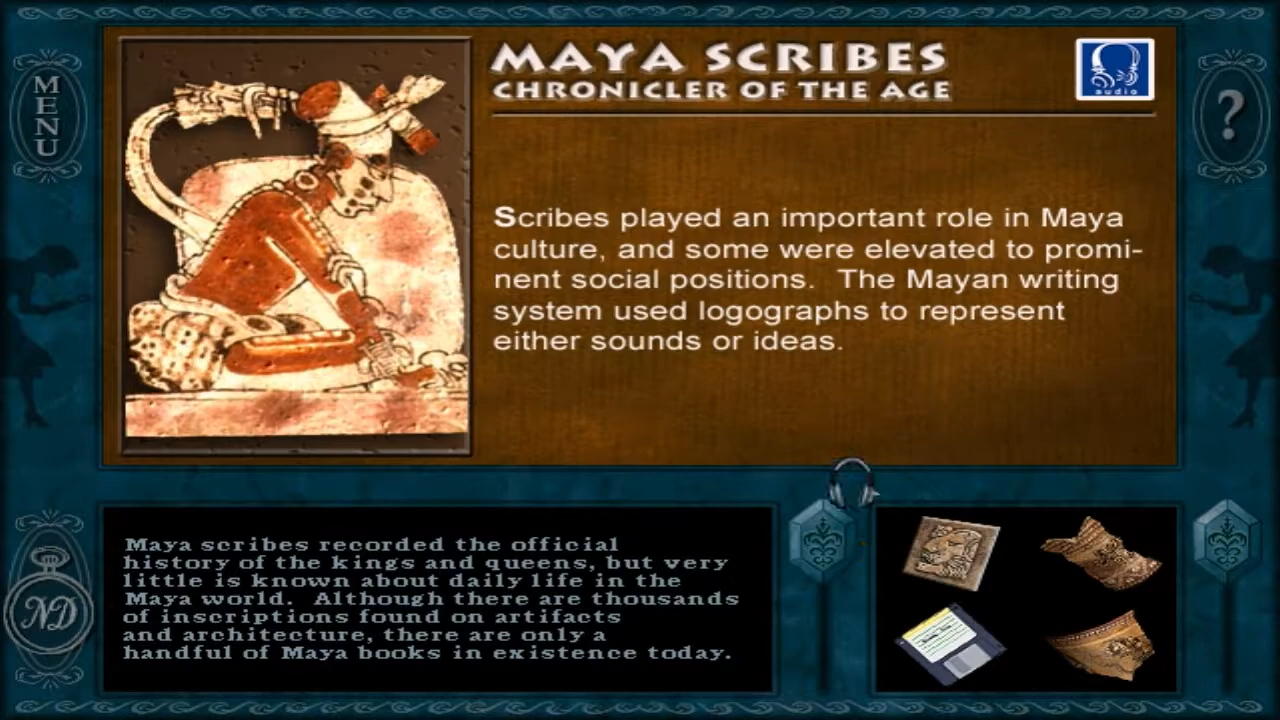 MENU
MAYA SCRIBES
CHRONICLER OF THE AGE
audio
?
Scribes played an important role in Maya
culture, and some were elevated to promi-
nent social positions.  The Mayan writing
system used logographs to represent
either sounds or ideas.
ND
Maya scribes recorded the official
history of the kings and queens, but very
little is known about daily life in the
Maya world.  Although there are thousands
of inscriptions found on artifacts
and architecture, there are only a
handful of Maya books in existence today.